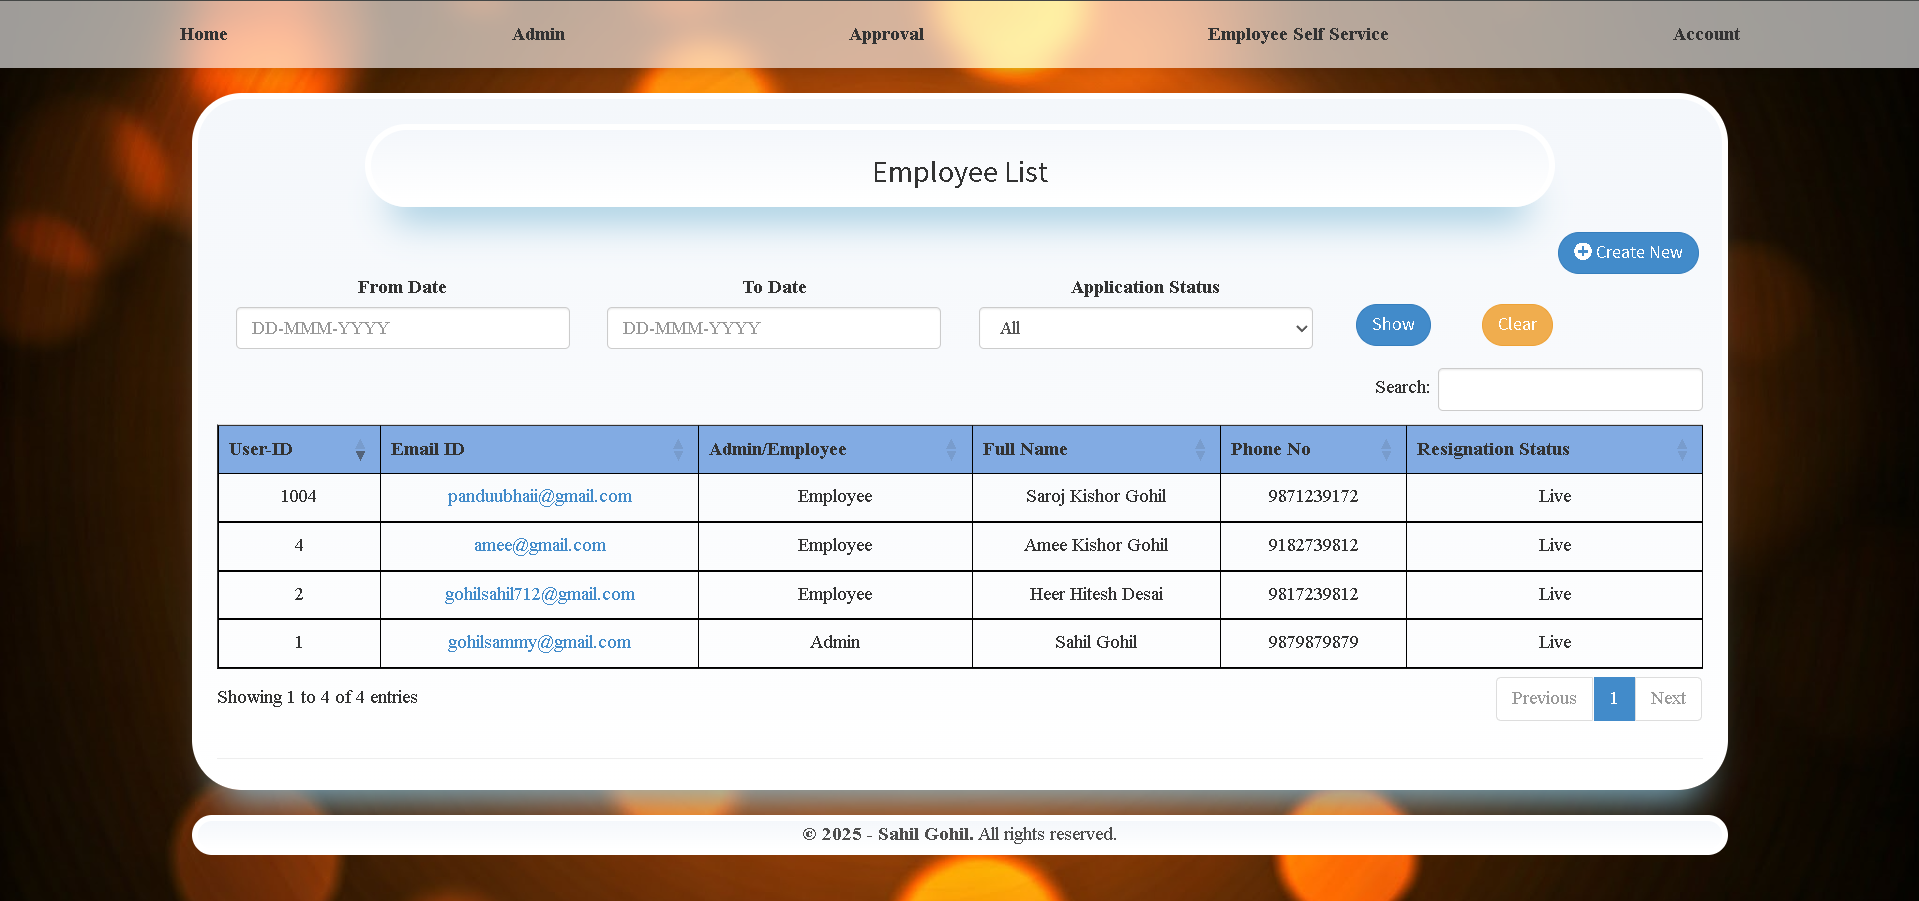 Home Admin Approval Employee Self Service Account
Employee List
Create New
From Date To Date Application Status
DD-MMM-YYYY DD-MMM-YYYY All Show Clear
Search:
User-ID Email ID Admin/Employee Full Name Phone No Resignation Status
1004 panduubhaii@gmail.com Employee Saroj Kishor Gohil 9871239172 Live
4 amee@gmail.com Employee Amee Kishor Gohil 9182739812 Live
2 gohilsahil712@gmail.com Employee Heer Hitesh Desai 9817239812 Live
1 gohilsammy@gmail.com Admin Sahil Gohil 9879879879 Live
Showing 1 to 4 of 4 entries Previous 1 Next
© 2025 - Sahil Gohil. All rights reserved.